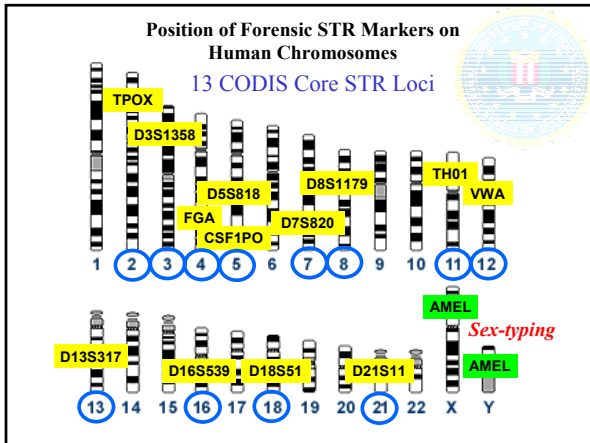 Position of Forensic STR Markers on
Human Chromosomes
13 CODIS Core STR Loci
TPOX
D3S1358
D5S818
FGA
CSF1PO
D7S820
D8S1179
TH01
VWA
1 2 3 4 5 6 7 8 9 10 11 12
AMEL
Sex-typing
AMEL
D13S317
D16S539
D18S51
D21S11
13 14 15 16 17 18 19 20 21 22 X Y